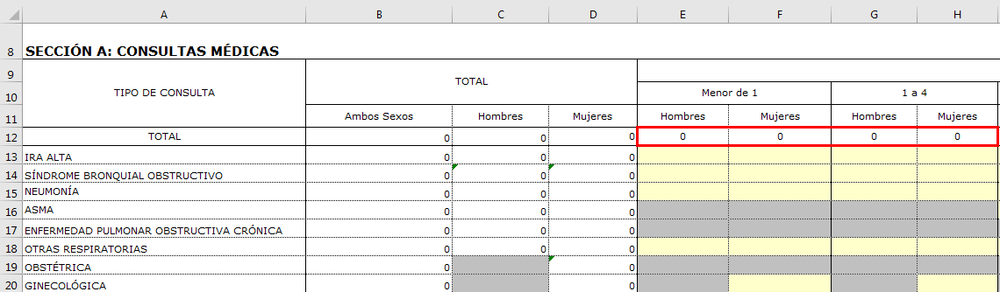 A B C D E F G H
8 SECCIÓN A: CONSULTAS MÉDICAS
9
TOTAL
10 TIPO DE CONSULTA Menor de 1 1 a 4
11 Ambos Sexos Hombres Mujeres Hombres Mujeres Hombres Mujeres
12 TOTAL 0 0 0 0 0 0 0
13 IRA ALTA 0 0 0
14 SÍNDROME BRONQUIAL OBSTRUCTIVO 0 0 0
15 NEUMONÍA 0 0 0
16 ASMA 0 0 0
17 ENFERMEDAD PULMONAR OBSTRUCTIVA CRÓNICA 0 0 0
18 OTRAS RESPIRATORIAS 0 0 0
19 OBSTÉTRICA 0 0
20 GINECOLÓGICA 0 0